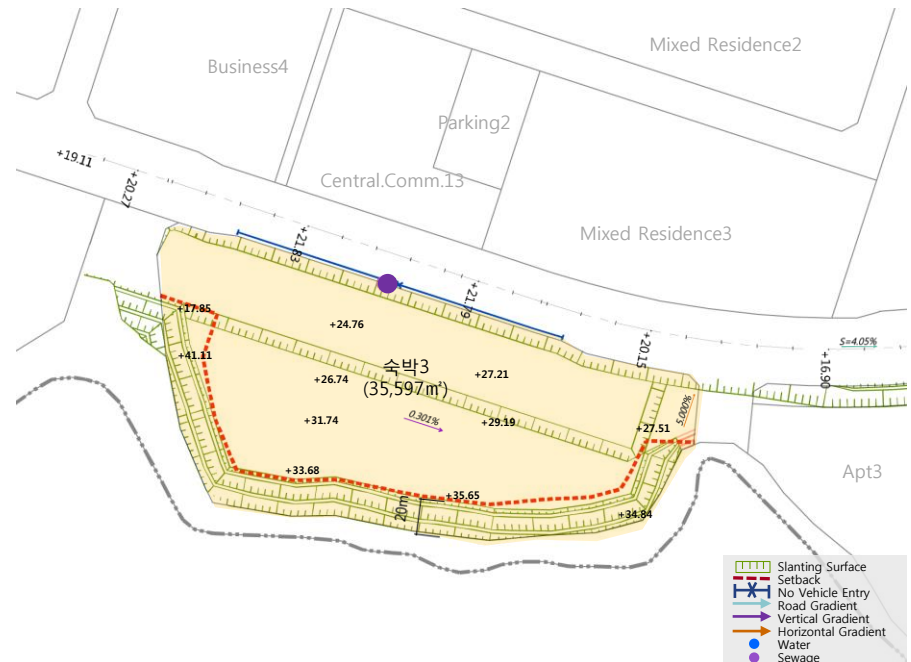 Mixed Residence2
Business4
Parking2
+19.11
+20.27
Central.Comm.13
Mixed Residence3
+21.83
+21.79
+17.85
+24.76
+20.15
S=4.05%
+16.90
+41.11
숙박3
(35,597㎡)
+27.21
+26.74
+31.74
0.301%
+29.19
5.000%
+27.51
+33.68
+35.65
20m
+34.84
Apt3
Slanting Surface
Setback
No Vehicle Entry
Road Gradient
Vertical Gradient
Horizontal Gradient
Water
Sewage